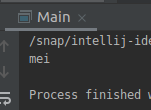 Main
/snap/intellij-ide
mei
Process finished w